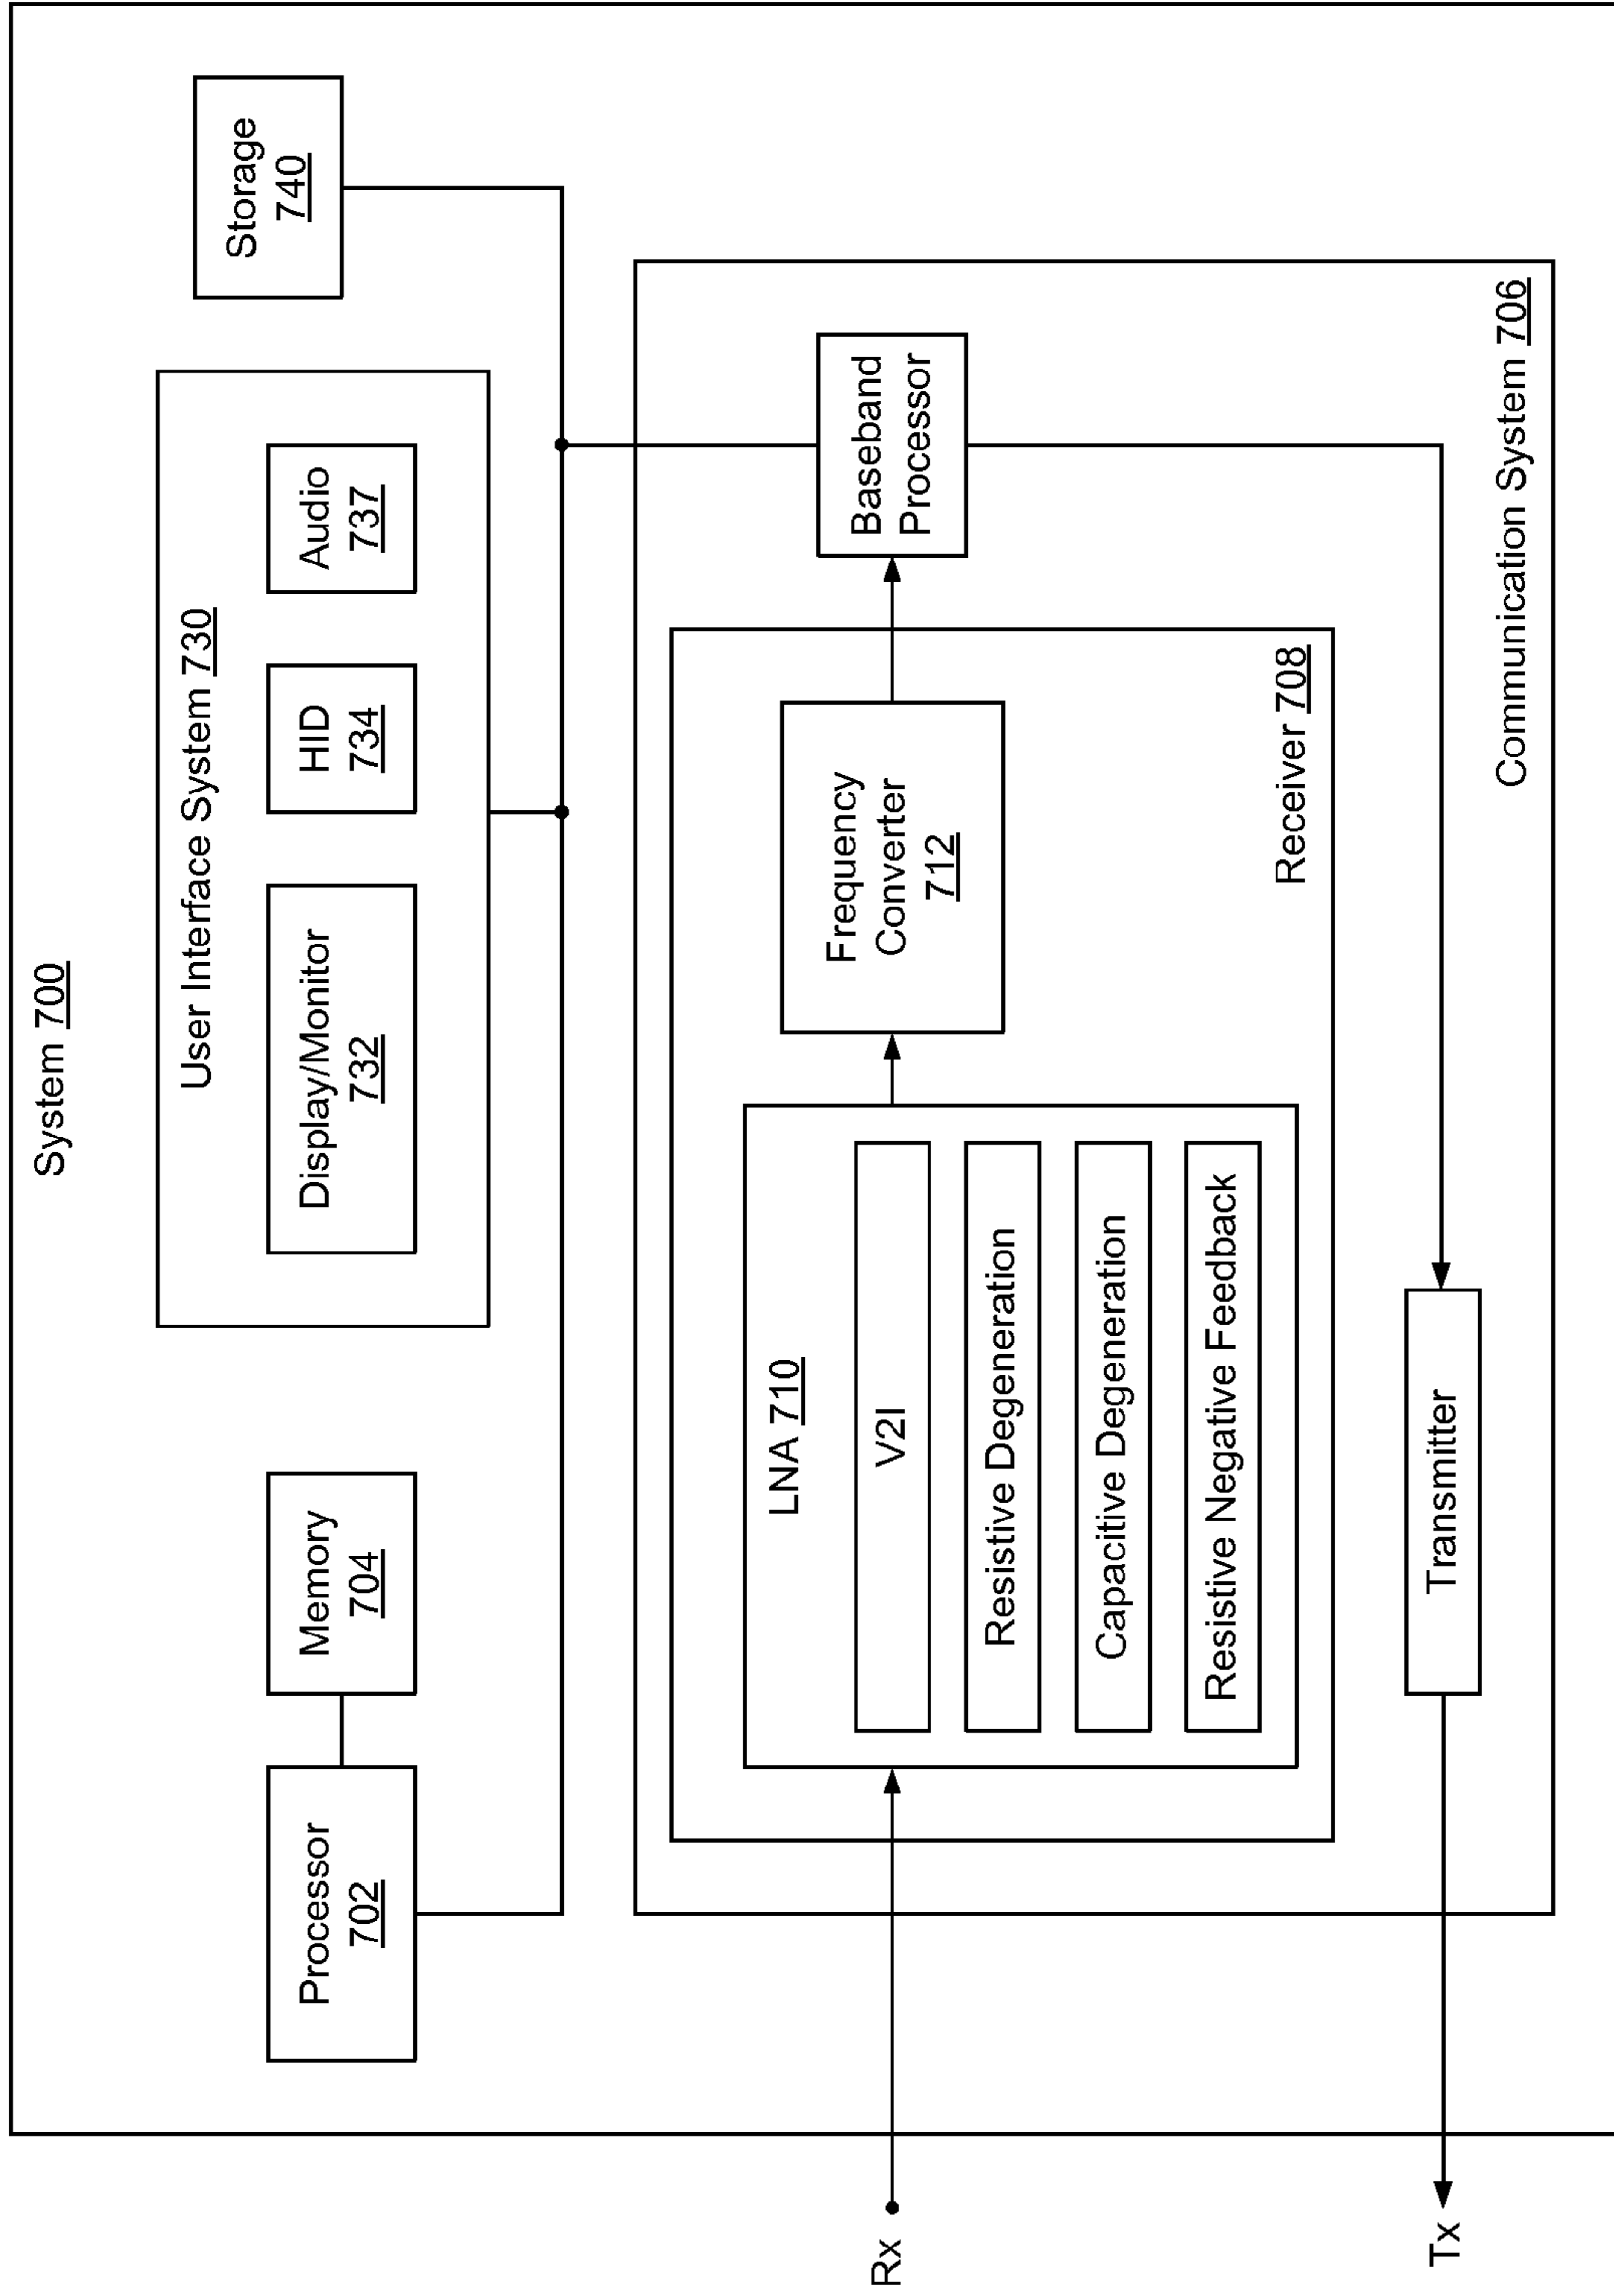 System 700
User Interface System 730
Processor
702
Memory
704
Display/Monitor
732
HID
734
Audio
737
Storage
740
Rx
LNA 710
V2I
Resistive Degeneration
Capacitive Degeneration
Resistive Negative Feedback
Frequency
Converter
712
Baseband
Processor
Receiver 708
Tx
Transmitter
Communication System 706